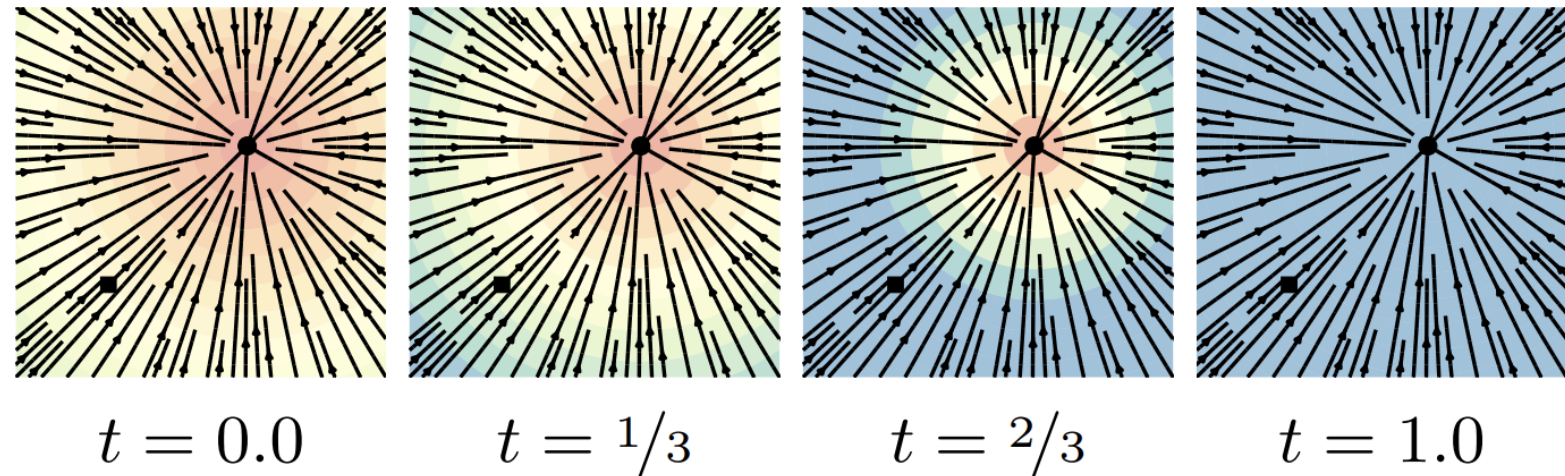 t = 0.0
t = 1/3
t = 2/3
t = 1.0